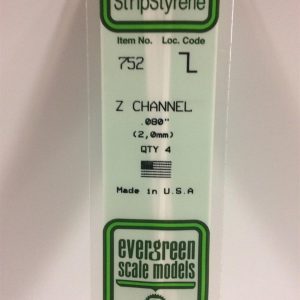 StripStyrene
Item No. Loc. Code
752
Z CHANNEL
.080"
(2,0mm)
QTY 4
Made in U.S.A
evergreen
scale models